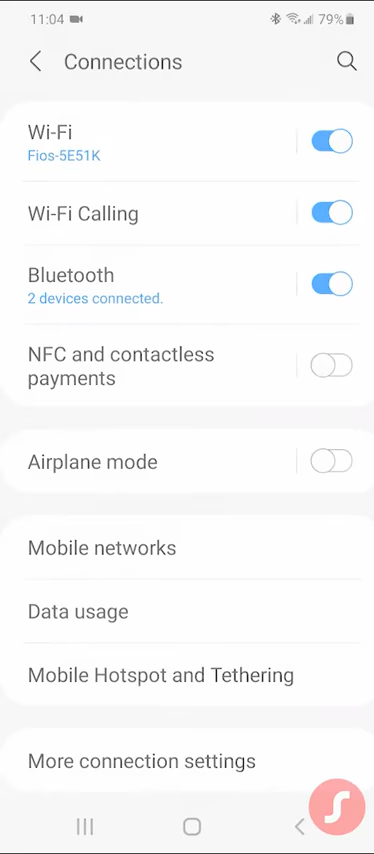 11:04 79%
Connections
Wi-Fi
Fios-5E51K
Wi-Fi Calling
Bluetooth
2 devices connected.
NFC and contactless
payments
Airplane mode
Mobile networks
Data usage
Mobile Hotspot and Tethering
More connection settings